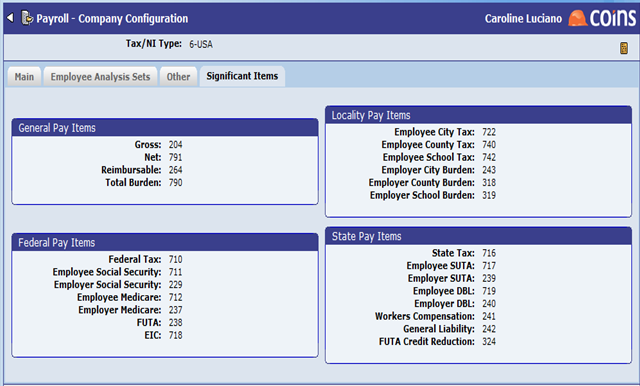 Payroll - Company Configuration
Caroline Luciano
coins
Tax/NI Type: 6-USA
Main
Employee Analysis Sets
Other
Significant Items
General Pay Items
Gross: 204
Net: 791
Reimbursable: 264
Total Burden: 790
Locality Pay Items
Employee City Tax: 722
Employee County Tax: 740
Employee School Tax: 742
Employer City Burden: 243
Employer County Burden: 318
Employer School Burden: 319
Federal Pay Items
Federal Tax: 710
Employee Social Security: 711
Employer Social Security: 229
Employee Medicare: 712
Employer Medicare: 237
FUTA: 238
EIC: 718
State Pay Items
State Tax: 716
Employee SUTA: 717
Employer SUTA: 239
Employee DBL: 719
Employer DBL: 240
Workers Compensation: 241
General Liability: 242
FUTA Credit Reduction: 324